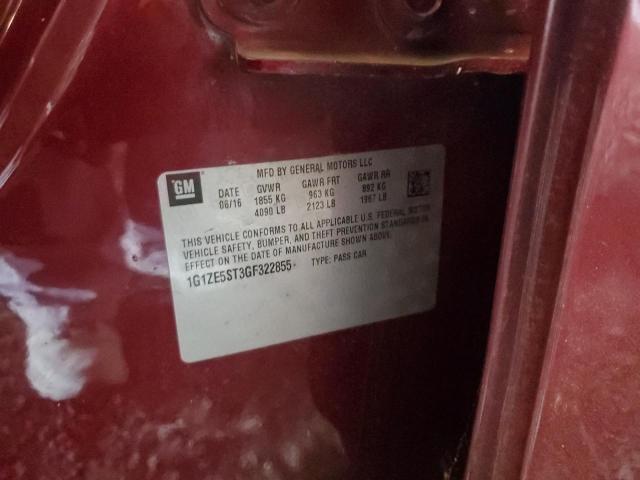 MFD BY GENERAL MOTORS LLC
GM DATE GVWR GAWR FRT GAWR RR
06/16 1855 KG 963 KG 892 KG
4090 LB 2123 LB 1967 LB
THIS VEHICLE CONFORMS TO ALL APPLICABLE U.S. FEDERAL MOTOR
VEHICLE SAFETY, BUMPER, AND THEFT PREVENTION STANDARDS IN
EFFECT ON THE DATE OF MANUFACTURE SHOWN ABOVE.
1G1ZE5ST3GF322855 TYPE: PASS CAR